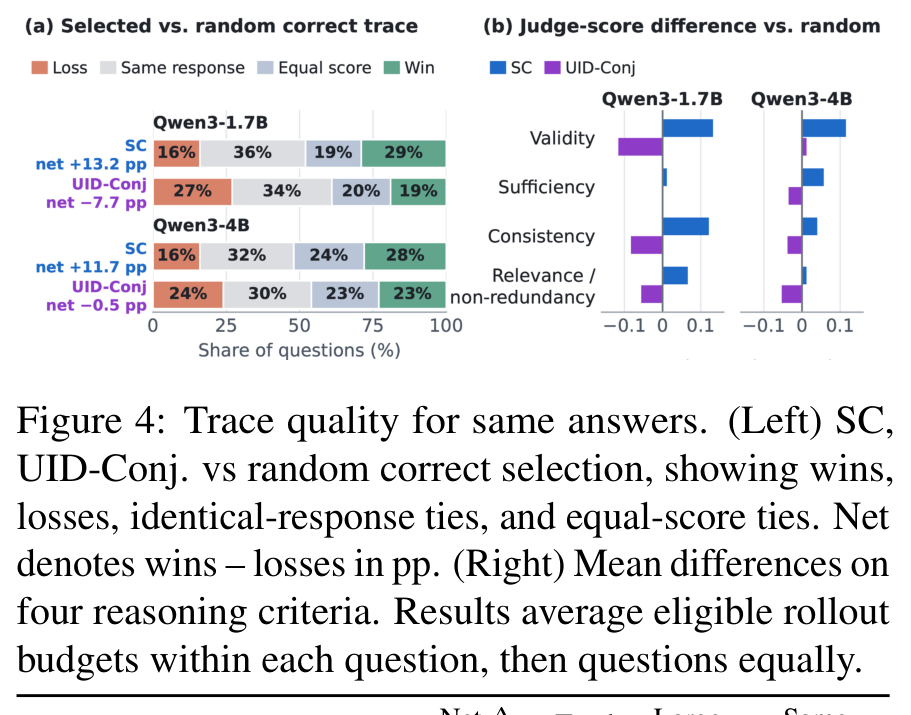 (a) Selected vs. random correct trace
Loss Same response Equal score Win
Qwen3-1.7B
SC
net +13.2 pp
16% 36% 19% 29%
UID-Conj
net −7.7 pp
27% 34% 20% 19%
Qwen3-4B
SC
net +11.7 pp
16% 32% 24% 28%
UID-Conj
net −0.5 pp
24% 30% 23% 23%
0 25 50 75 100
Share of questions (%)
(b) Judge-score difference vs. random
SC UID-Conj
Qwen3-1.7B Qwen3-4B
Validity
Sufficiency
Consistency
Relevance /
non-redundancy
−0.1 0 0.1 −0.1 0 0.1
Figure 4: Trace quality for same answers. (Left) SC,
UID-Conj. vs random correct selection, showing wins,
losses, identical-response ties, and equal-score ties. Net
denotes wins – losses in pp. (Right) Mean differences on
four reasoning criteria. Results average eligible rollout
budgets within each question, then questions equally.